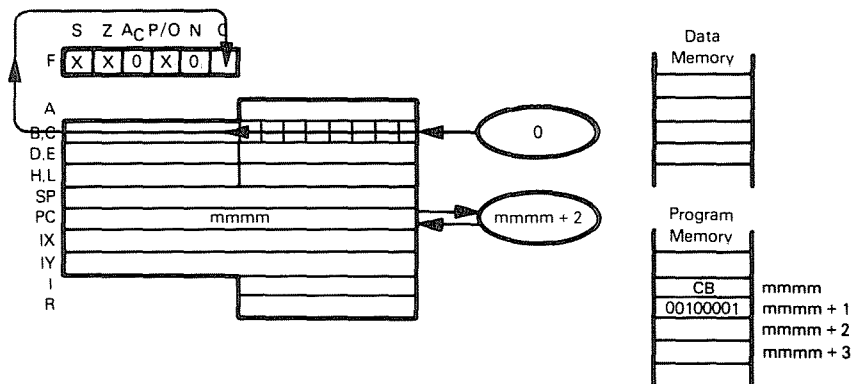 S Z AC P/O N C
F X X 0 X 0
A
B,C
D,E
H,L
SP
PC mmmm
IX
IY
I
R
0
mmmm + 2
Data
Memory
Program
Memory
CB mmmm
00100001 mmmm + 1
mmmm + 2
mmmm + 3